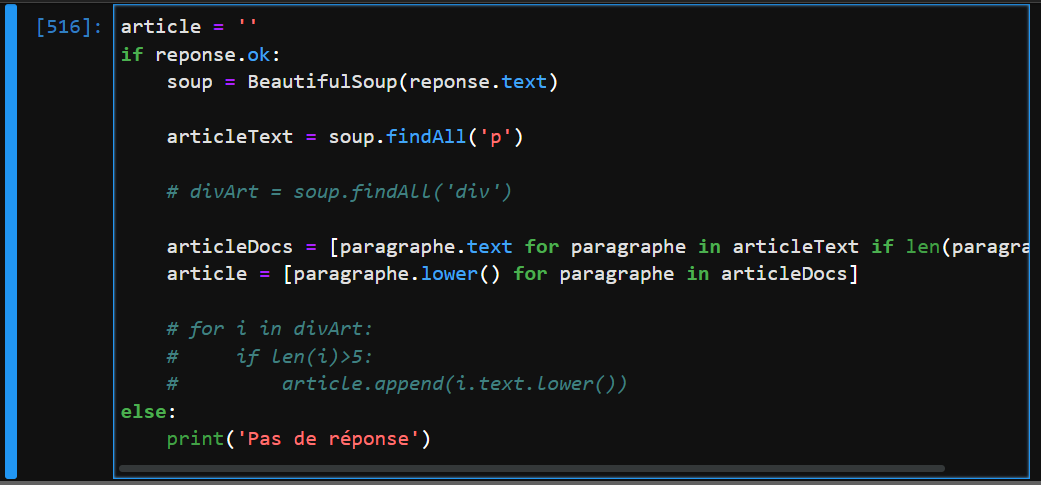 [516]:
article = ''
if reponse.ok:
    soup = BeautifulSoup(reponse.text)
    articleText = soup.findAll('p')
    # divArt = soup.findAll('div')
    articleDocs = [paragraphe.text for paragraphe in articleText if len(
    article = [paragraphe.lower() for paragraphe in articleDocs]
    # for i in divArt:
    #     if len(i)>5:
    #         article.append(i.text.lower())
else:
    print('Pas de réponse')